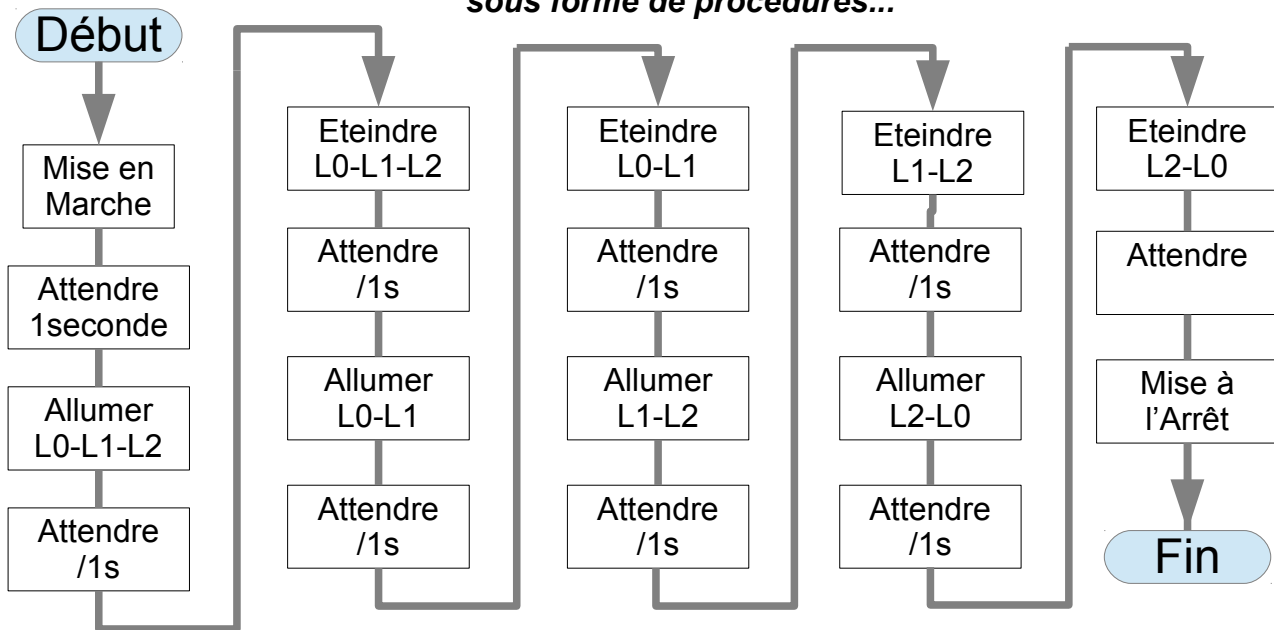 sous forme de procédures...
Début
Mise en
Marche
Attendre
1seconde
Allumer
L0-L1-L2
Attendre
/1s
Eteindre
L0-L1-L2
Attendre
/1s
Allumer
L0-L1
Attendre
/1s
Eteindre
L0-L1
Attendre
/1s
Allumer
L1-L2
Attendre
/1s
Eteindre
L1-L2
Attendre
/1s
Allumer
L2-L0
Attendre
/1s
Eteindre
L2-L0
Attendre
Mise à
l’Arrêt
Fin